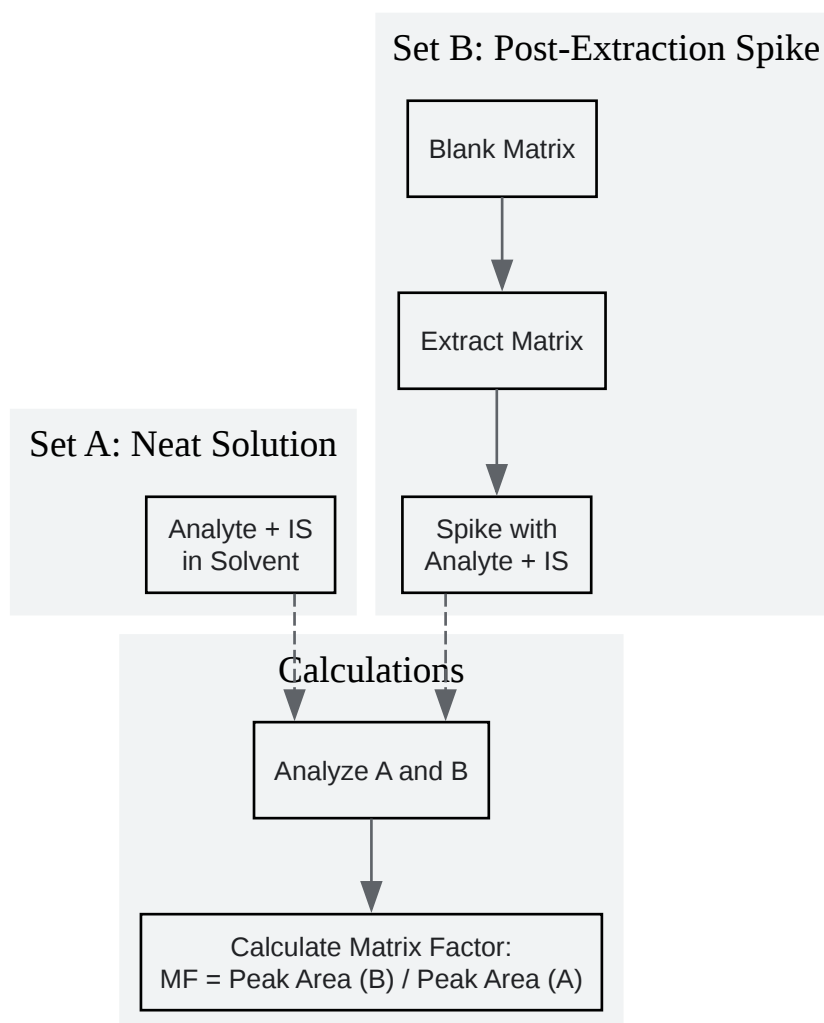 Set B: Post-Extraction Spike
Blank Matrix
Extract Matrix
Set A: Neat Solution
Analyte + IS
in Solvent
Spike with
Analyte + IS
Calculations
Analyze A and B
Calculate Matrix Factor:
MF = Peak Area (B) / Peak Area (A)